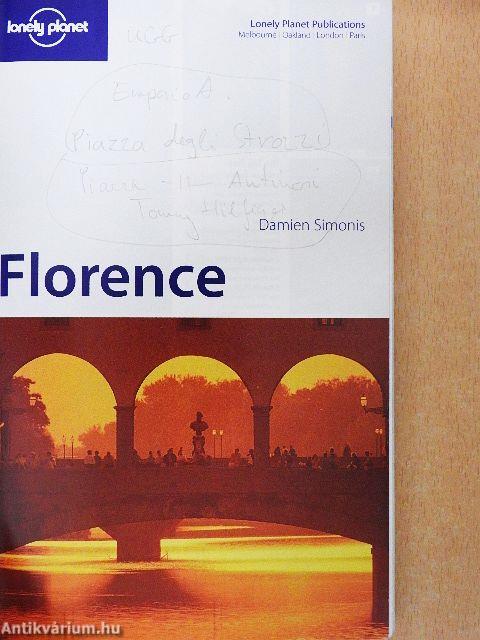 lonely planet
Lonely Planet Publications
Melbourne | Oakland | London | Paris
UGG
Emporio A.
Piazza degli Strozzi
Piazza -11- Antinori
Tommy Hilfiger
Damien Simonis
Florence
Antikvárium.hu